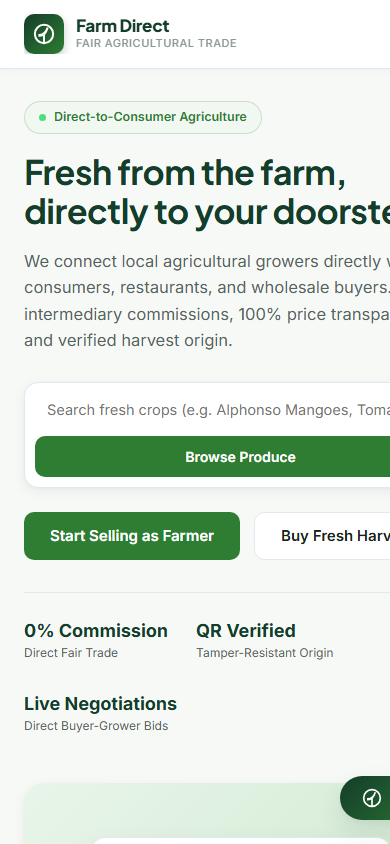 Farm Direct
FAIR AGRICULTURAL TRADE
Direct-to-Consumer Agriculture
Fresh from the farm,
directly to your doorste
We connect local agricultural growers directly
consumers, restaurants, and wholesale buyers.
intermediary commissions, 100% price transpa
and verified harvest origin.
Search fresh crops (e.g. Alphonso Mangoes, Toma
Browse Produce
Start Selling as Farmer
Buy Fresh Harv
0% Commission
Direct Fair Trade
QR Verified
Tamper-Resistant Origin
Live Negotiations
Direct Buyer-Grower Bids